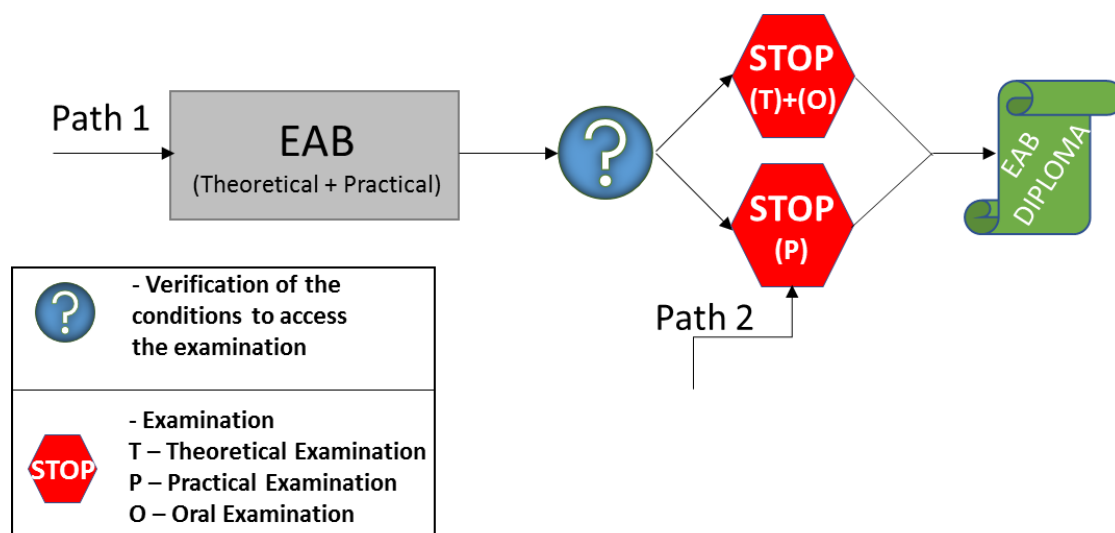 Path 1
EAB
(Theoretical + Practical)
?
STOP
(T)+(O)
STOP
(P)
Path 2
EAB
DIPLOMA
?
- Verification of the
conditions to access
the examination
STOP
- Examination
T – Theoretical Examination
P – Practical Examination
O – Oral Examination